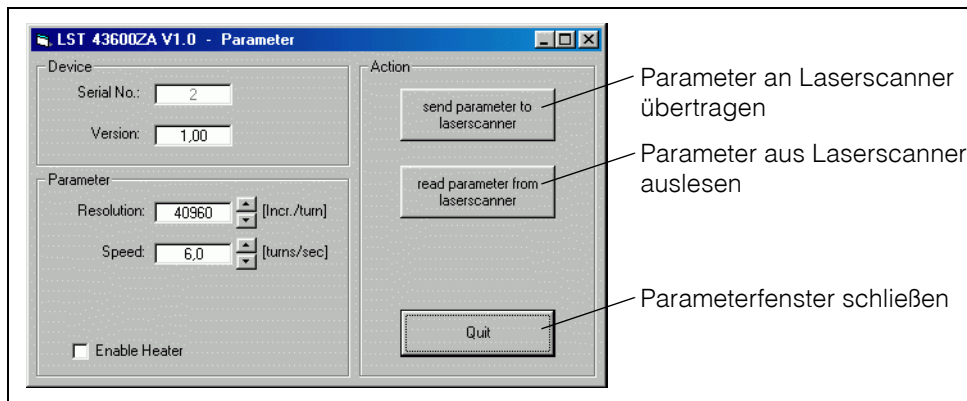 LST 43600ZA V1.0 - Parameter
Device
Serial No.: 2
Version: 1,00
Parameter
Resolution: 40960 [Incr./turn]
Speed: 6,0 [turns/sec]
Enable Heater
Action
send parameter to
laserscanner
read parameter from
laserscanner
Quit
Parameter an Laserscanner
übertragen
Parameter aus Laserscanner
auslesen
Parameterfenster schließen